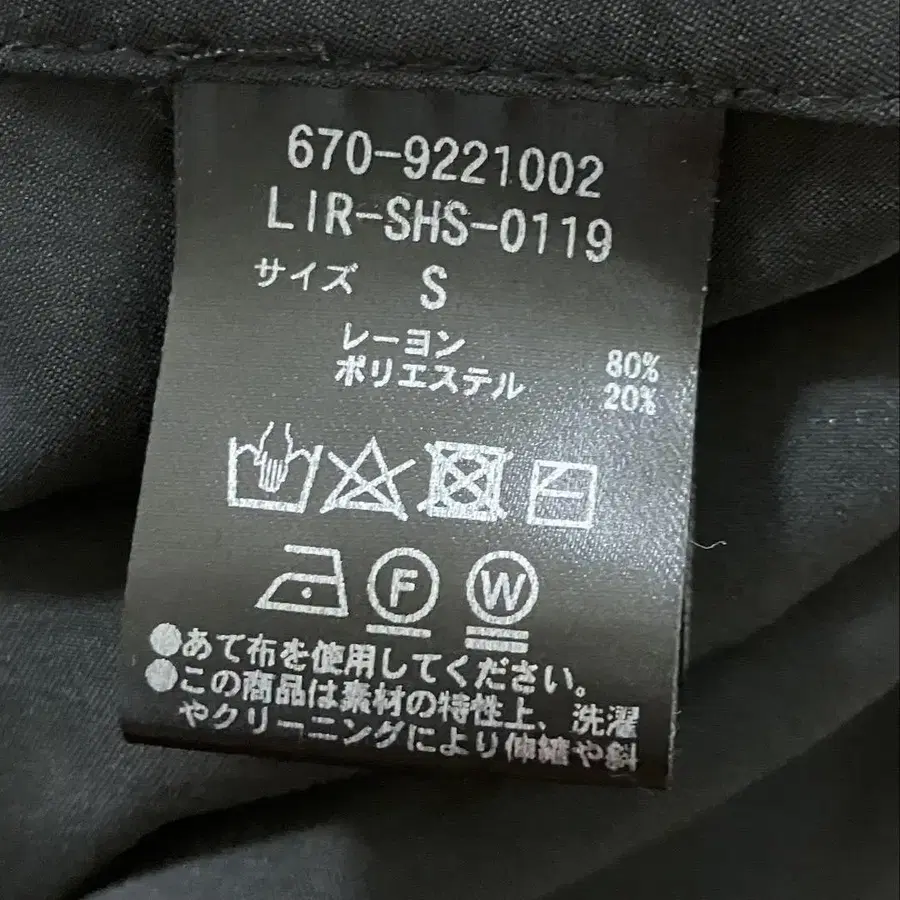 670-9221002
LIR-SHS-0119
サイズ S
レーヨン 80%
ポリエステル 20%
F W
●あて布を使用してください。
●この商品は素材の特性上、洗濯
やクリーニングにより伸縮や斜